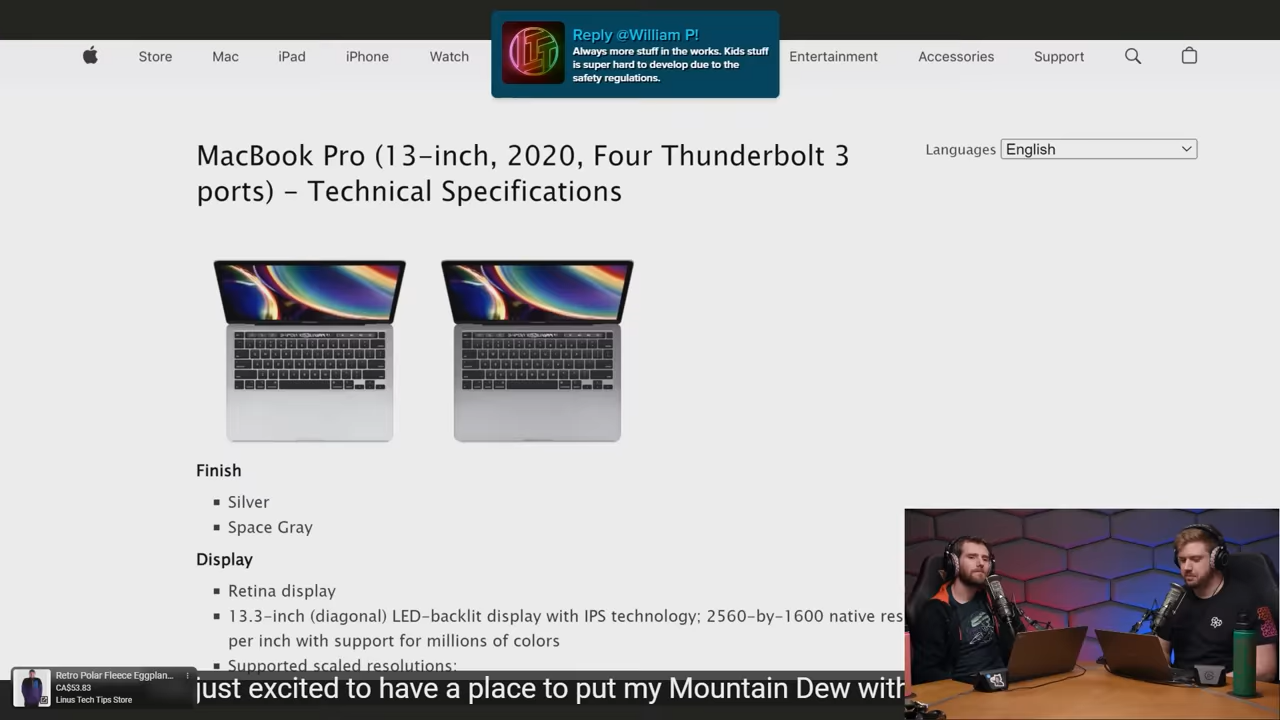 Reply @William P!
Always more stuff in the works. Kids stuff
is super hard to develop due to the
safety regulations.
Store Mac iPad iPhone Watch Entertainment Accessories Support
MacBook Pro (13-inch, 2020, Four Thunderbolt 3
ports) - Technical Specifications
Languages English
Finish
Silver
Space Gray
Display
Retina display
13.3-inch (diagonal) LED-backlit display with IPS technology; 2560-by-1600 native res
per inch with support for millions of colors
Supported scaled resolutions:
Retro Polar Fleece Eggplan...
CA$53.83
Linus Tech Tips Store
just excited to have a place to put my Mountain Dew with